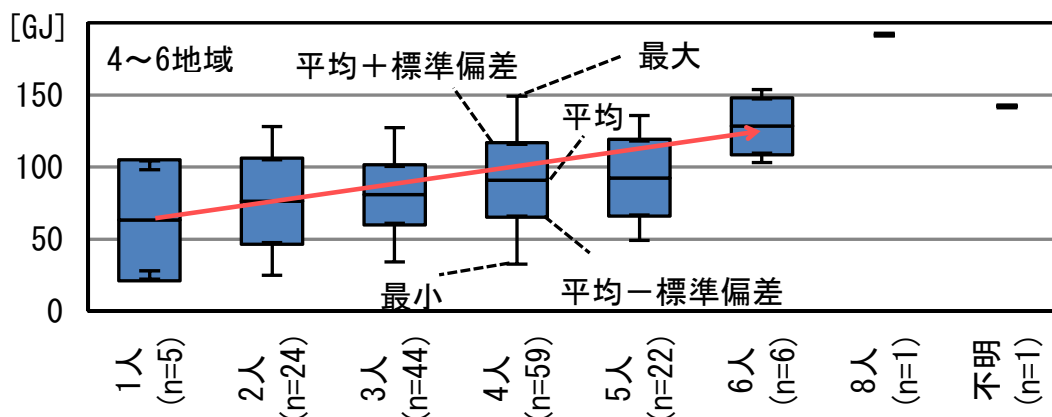 [GJ]
4～6地域
平均＋標準偏差
最大
平均
最小
平均－標準偏差
150
100
50
0
1人
(n=5)
2人
(n=24)
3人
(n=44)
4人
(n=59)
5人
(n=22)
6人
(n=6)
8人
(n=1)
不明
(n=1)